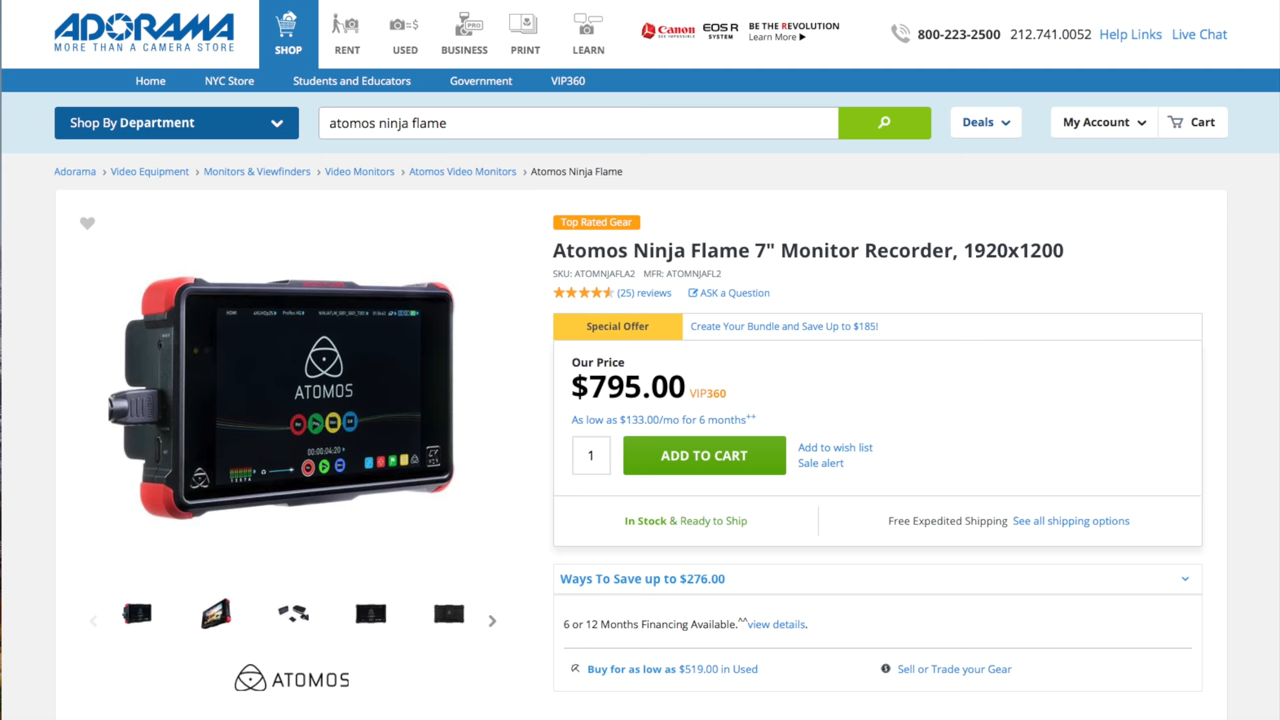 ADORAMA
MORE THAN A CAMERA STORE
SHOP
RENT
USED
PRO
BUSINESS
PRINT
LEARN
Canon
EOS R
SYSTEM
BE THE REVOLUTION
Learn More
800-223-2500 212.741.0052 Help Links Live Chat
Home NYC Store Students and Educators Government VIP360
Shop By Department
atomos ninja flame
Deals
My Account
Cart
Adorama › Video Equipment › Monitors & Viewfinders › Video Monitors › Atomos Video Monitors › Atomos Ninja Flame
Top Rated Gear
Atomos Ninja Flame 7" Monitor Recorder, 1920x1200
SKU: ATOMNJAFLA2 MFR: ATOMNJAFL2
(25) reviews ASK a Question
Special Offer Create Your Bundle and Save Up to $185!
Our Price
$795.00 VIP360
As low as $133.00/mo for 6 months++
1 ADD TO CART
Add to wish list
Sale alert
In Stock & Ready to Ship
Free Expedited Shipping See all shipping options
Ways To Save up to $276.00
6 or 12 Months Financing Available.^^view details.
Buy for as low as $519.00 in Used
Sell or Trade your Gear
ATOMOS
00:00:04:20
ATOMOS